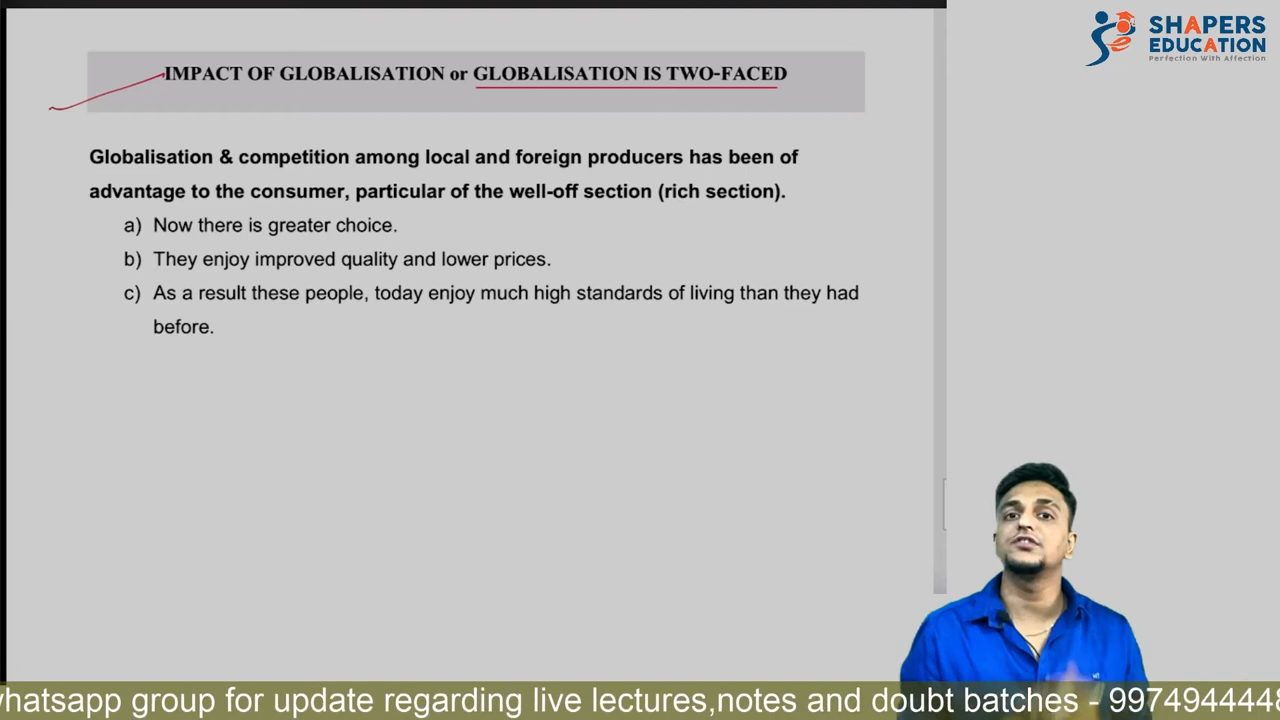 SHAPERS
EDUCATION
Perfection With Affection
IMPACT OF GLOBALISATION or GLOBALISATION IS TWO-FACED
Globalisation & competition among local and foreign producers has been of
advantage to the consumer, particular of the well-off section (rich section).
a) Now there is greater choice.
b) They enjoy improved quality and lower prices.
c) As a result these people, today enjoy much high standards of living than they had
before.
whatsapp group for update regarding live lectures,notes and doubt batches - 9974944448